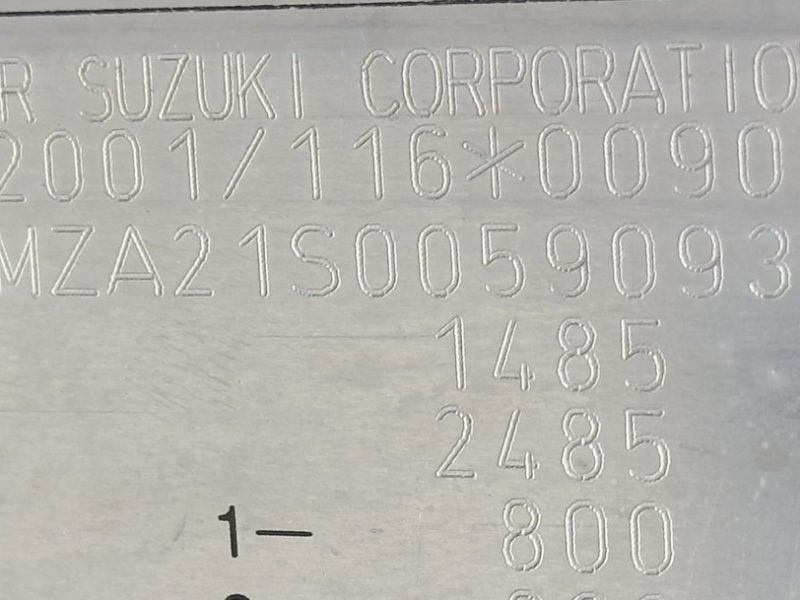 R SUZUKI CORPORATIO
2001/116*0090
MZA21S0059093
1485
2485
1– 800